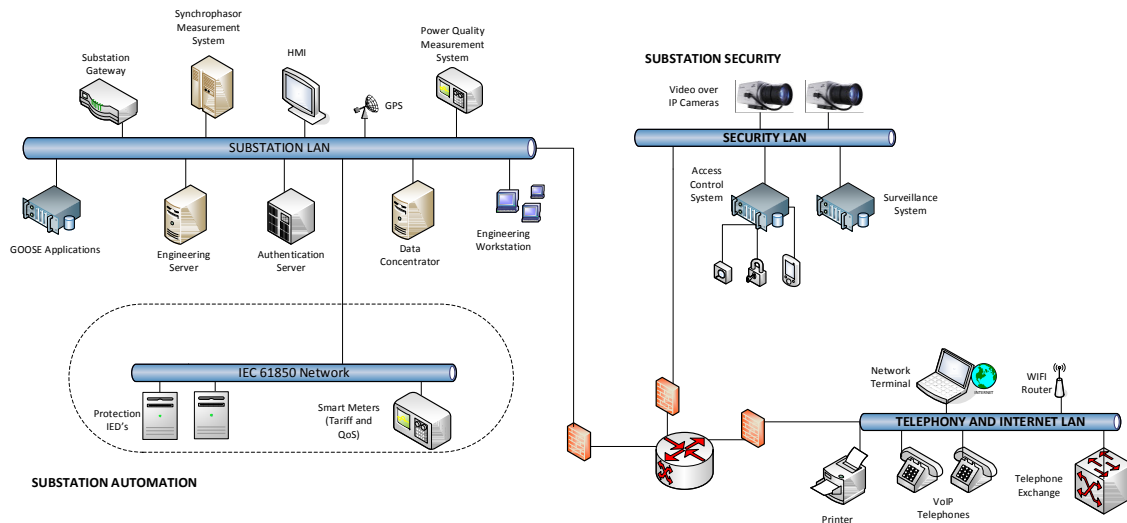 Synchrophasor
Measurement
System
Substation
Gateway
HMI
GPS
Power Quality
Measurement
System
SUBSTATION LAN
GOOSE Applications
Engineering
Server
Authentication
Server
Data
Concentrator
Engineering
Workstation
IEC 61850 Network
Protection
IED's
Smart Meters
(Tariff and
QoS)
SUBSTATION AUTOMATION
SUBSTATION SECURITY
Video over
IP Cameras
SECURITY LAN
Access
Control
System
Surveillance
System
Network
Terminal
INTERNET
WIFI
Router
TELEPHONY AND INTERNET LAN
Printer
VoIP
Telephones
Telephone
Exchange